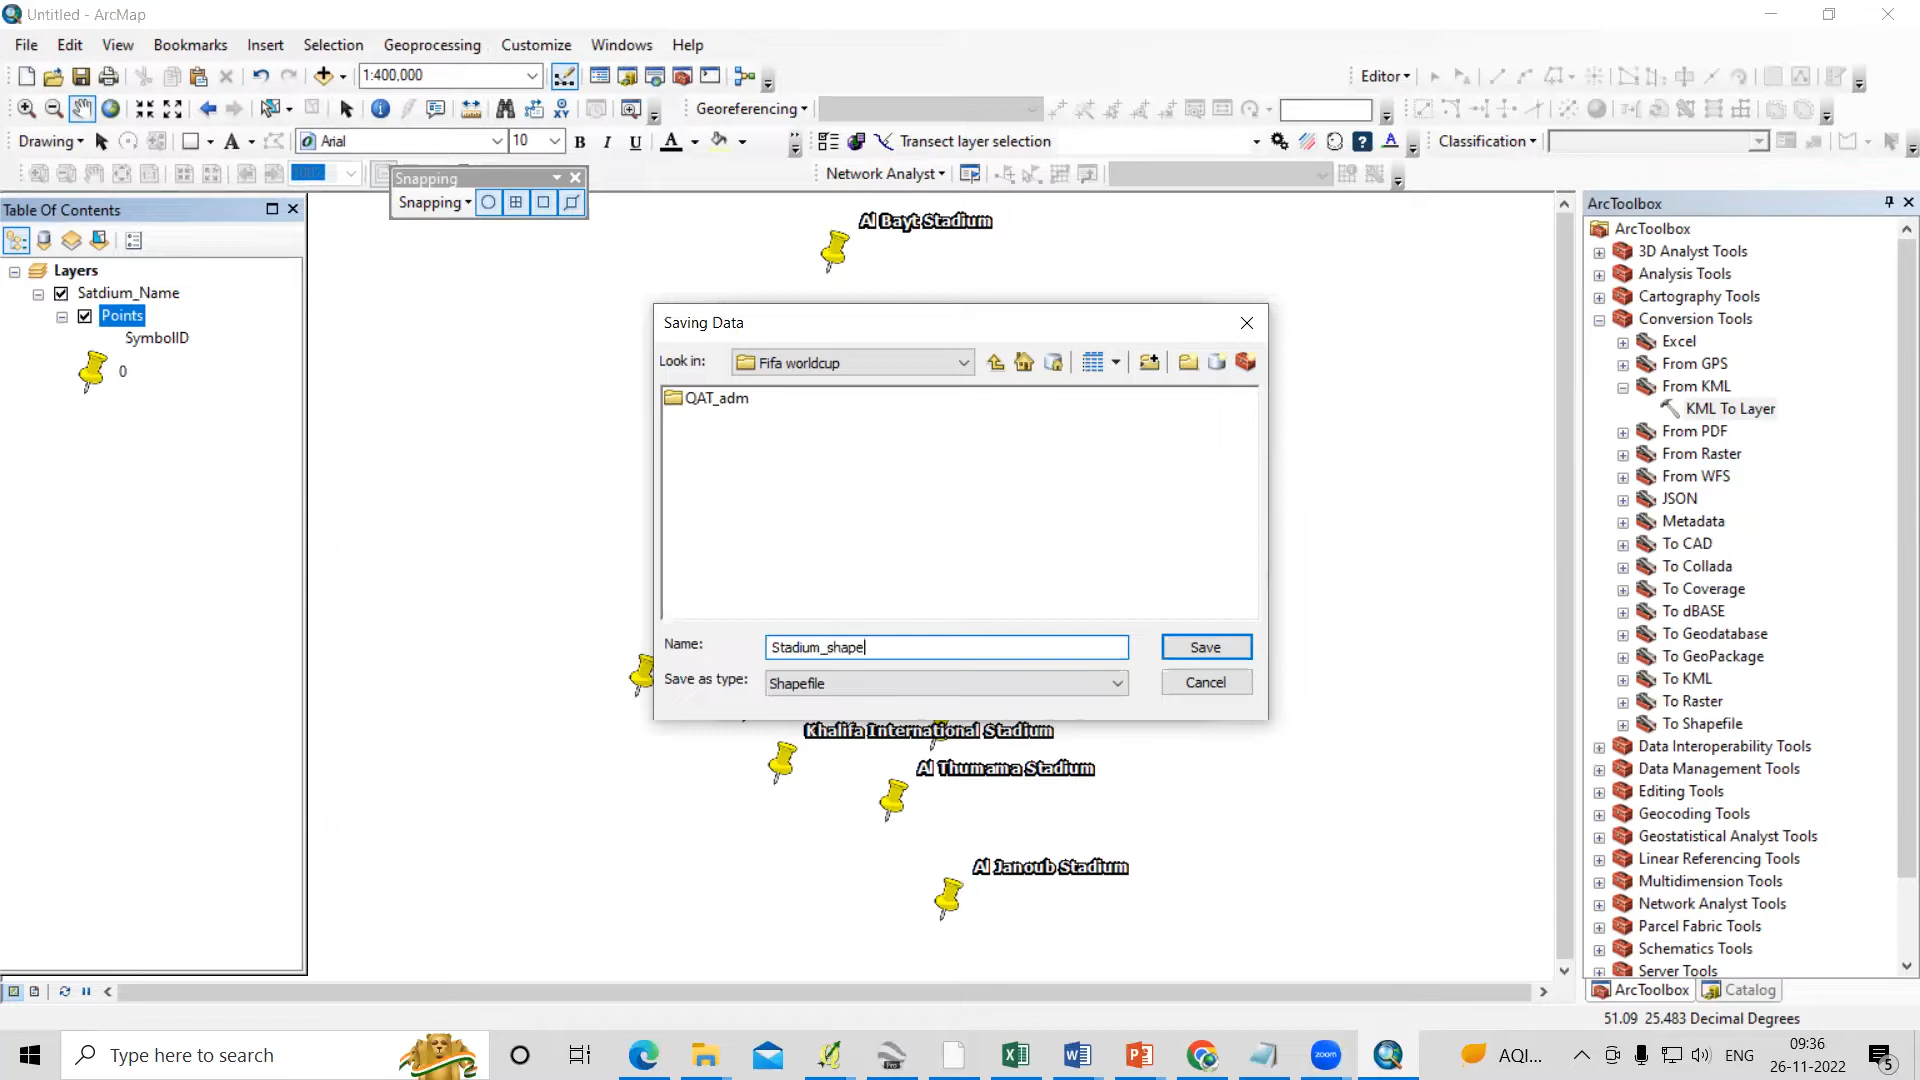 Untitled - ArcMap
File Edit View Bookmarks Insert Selection Geoprocessing Customize Windows Help
1:400,000
Editor
Georeferencing
Drawing
Arial
10
B I U A
Transect layer selection
Classification
100%
Snapping
Snapping
Network Analyst
Table Of Contents
Layers
Satdium_Name
Points
SymbolID
0
Al Bayt Stadium
Khalifa International Stadium
Al Thumama Stadium
Al Janoub Stadium
Saving Data
Look in:
Fifa worldcup
QAT_adm
Name:
Stadium_shape
Save
Save as type:
Shapefile
Cancel
ArcToolbox
ArcToolbox
3D Analyst Tools
Analysis Tools
Cartography Tools
Conversion Tools
Excel
From GPS
From KML
KML To Layer
From PDF
From Raster
From WFS
JSON
Metadata
To CAD
To Collada
To Coverage
To dBASE
To Geodatabase
To GeoPackage
To KML
To Raster
To Shapefile
Data Interoperability Tools
Data Management Tools
Editing Tools
Geocoding Tools
Geostatistical Analyst Tools
Linear Referencing Tools
Multidimension Tools
Network Analyst Tools
Parcel Fabric Tools
Schematics Tools
Server Tools
ArcToolbox Catalog
51.09 25.483 Decimal Degrees
Type here to search
Pro
zoom
AQI...
ENG
09:36
26-11-2022
5